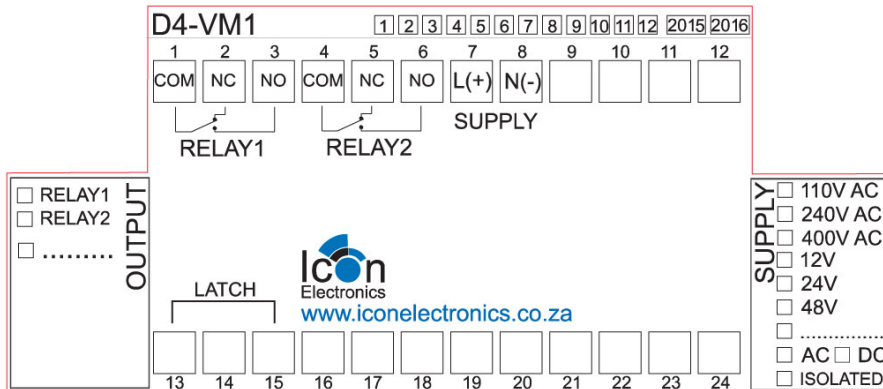 D4-VM1 1 2 3 4 5 6 7 8 9 10 11 12 2015 2016
1 2 3 4 5 6 7 8 9 10 11 12
COM NC NO COM NC NO L(+) N(-)
RELAY1 RELAY2 SUPPLY
OUTPUT
RELAY1
RELAY2
.........
SUPPLY
110V AC
240V AC
400V AC
12V
24V
48V
..............
AC DC
ISOLATED
LATCH
Icon
Electronics
www.iconelectronics.co.za
13 14 15 16 17 18 19 20 21 22 23 24